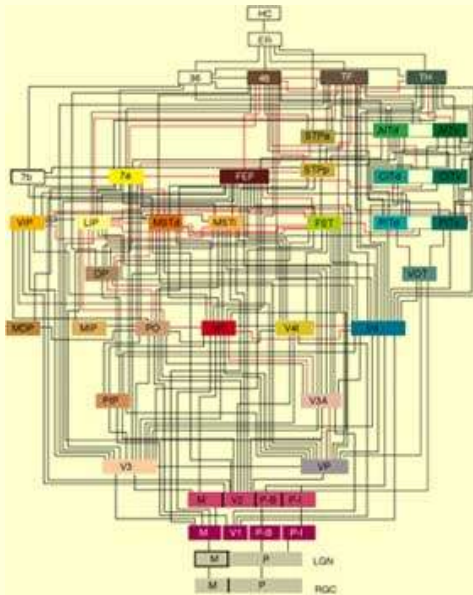 HC
ER
36 46 TF TH
STPa
AITd AITv
7b 7a FEF STPp CITd CITv
VIP LIP MSTd MSTl FST PITd PITv
DP VOT
MDP MIP PO MT V4t V4
PIP V3A
V3 VP
M V2 P-B P-I
M V1 P-B P-I
M P LGN
M P RGC